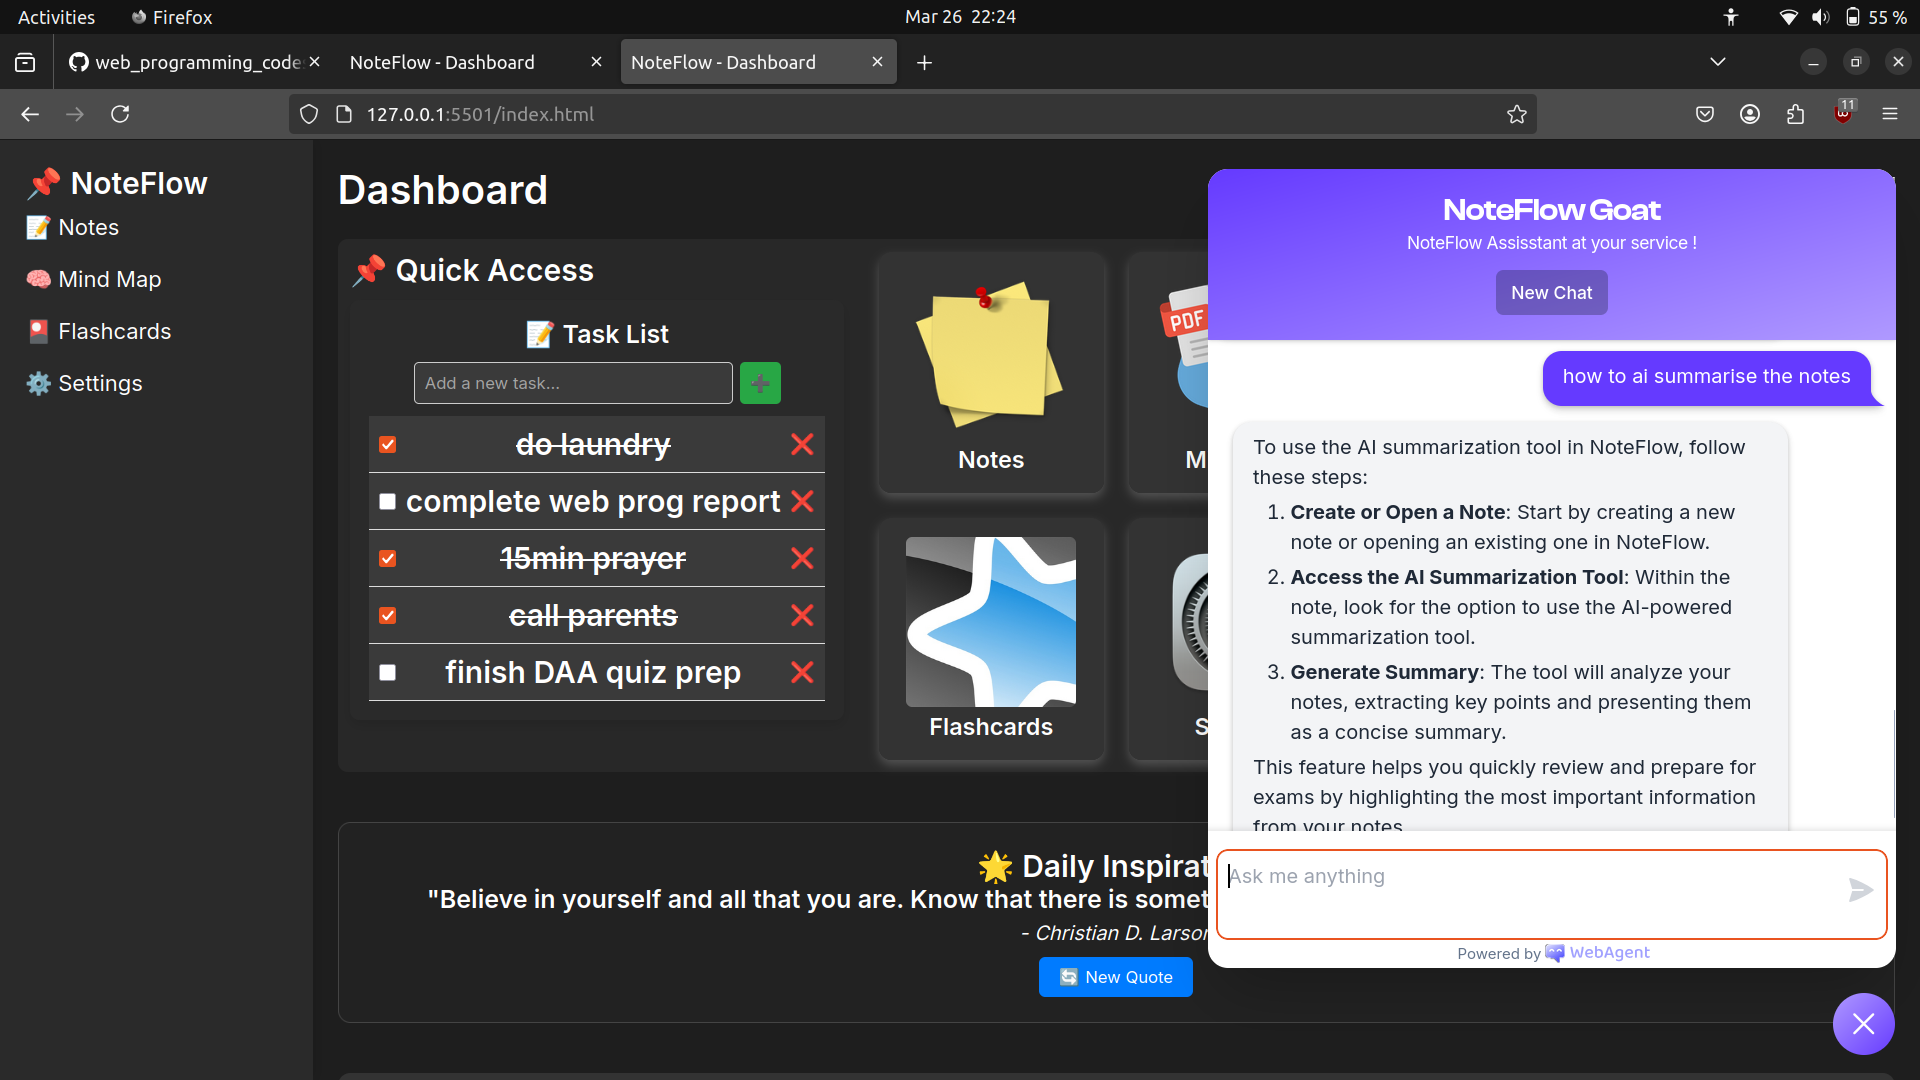 Activities
Firefox
Mar 26 22:24
55 %
web_programming_code
NoteFlow - Dashboard
NoteFlow - Dashboard
127.0.0.1:5501/index.html
11
NoteFlow
Notes
Mind Map
Flashcards
Settings
Dashboard
Quick Access
Task List
Add a new task...
do laundry
complete web prog report
15min prayer
call parents
finish DAA quiz prep
Notes
PDF
M
Flashcards
S
Daily Inspirat
"Believe in yourself and all that you are. Know that there is somet
- Christian D. Larson
New Quote
NoteFlow Goat
NoteFlow Assisstant at your service !
New Chat
how to ai summarise the notes
To use the AI summarization tool in NoteFlow, follow
these steps:
1. Create or Open a Note: Start by creating a new
note or opening an existing one in NoteFlow.
2. Access the AI Summarization Tool: Within the
note, look for the option to use the AI-powered
summarization tool.
3. Generate Summary: The tool will analyze your
notes, extracting key points and presenting them
as a concise summary.
This feature helps you quickly review and prepare for
exams by highlighting the most important information
from your notes
Ask me anything
Powered by WebAgent